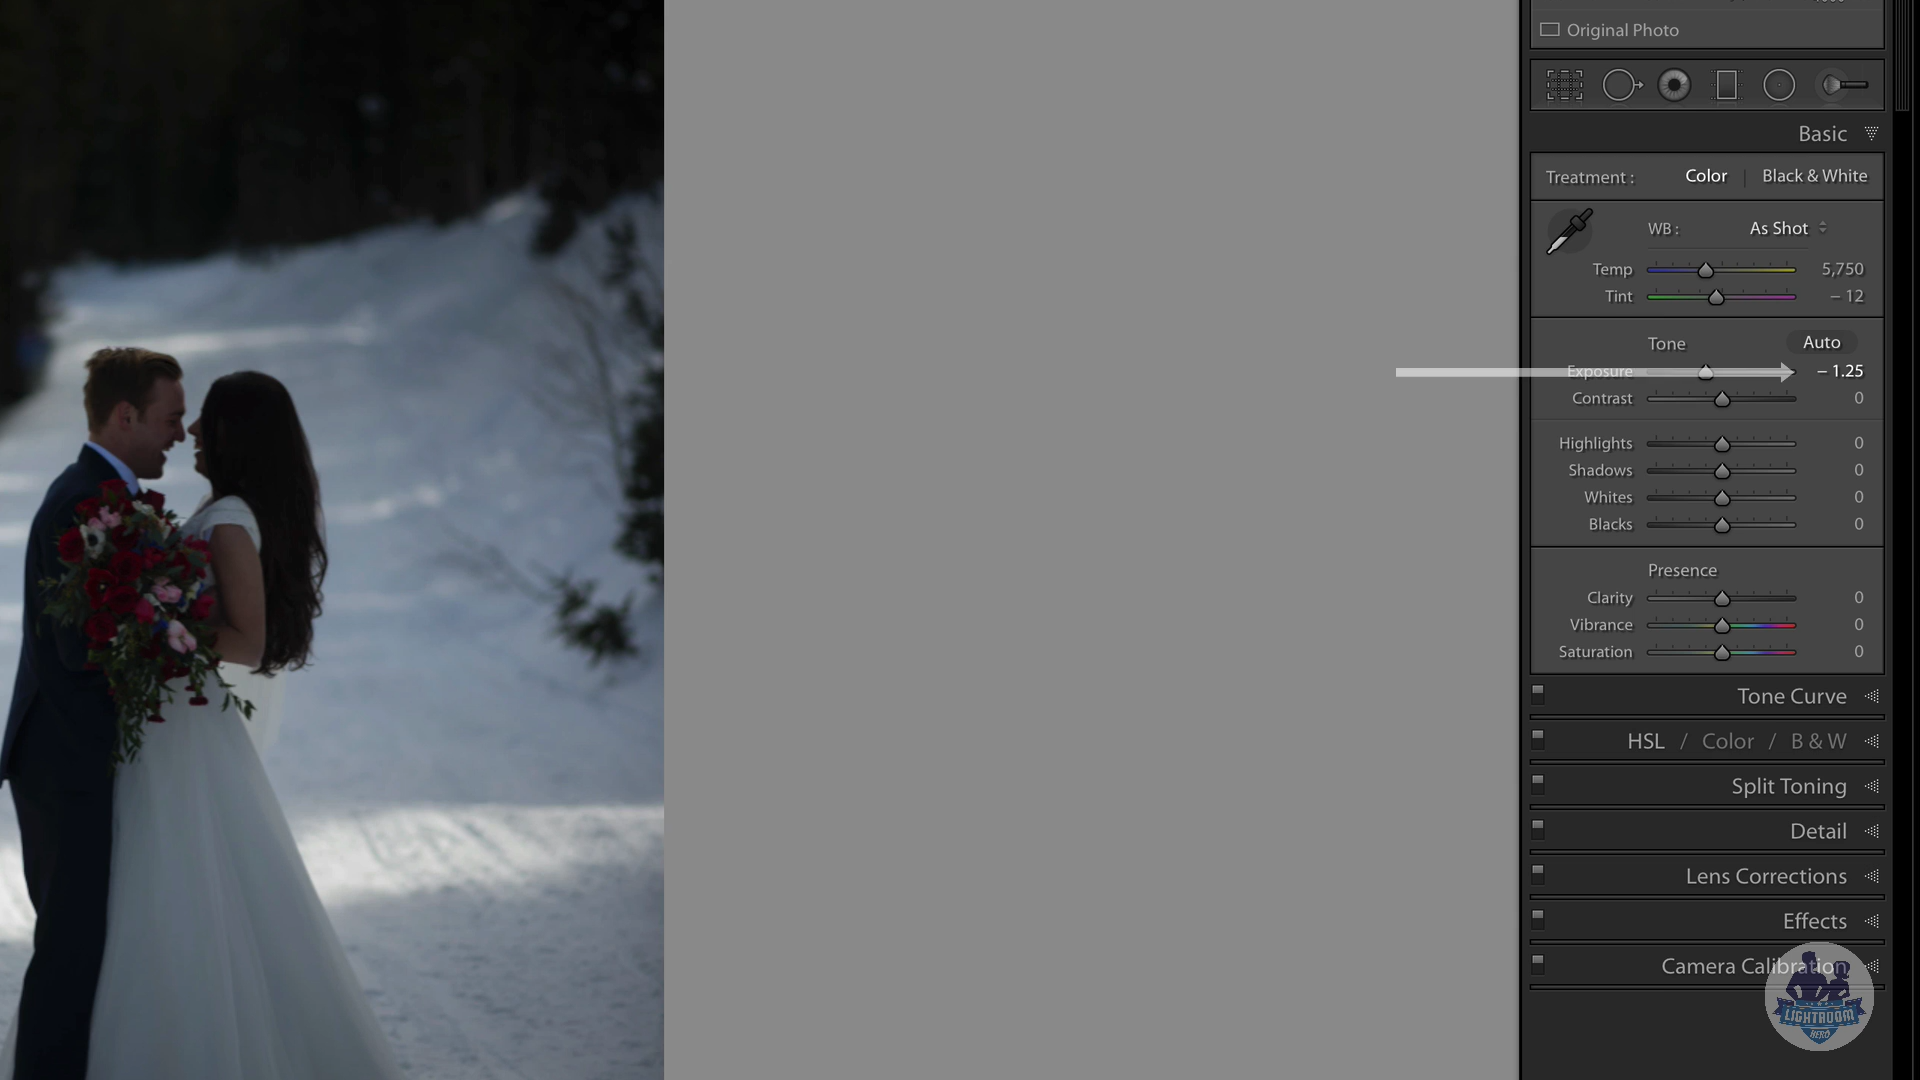 Original Photo
Basic
Treatment : Color | Black & White
WB : As Shot
Temp 5,750
Tint – 12
Tone Auto
Exposure – 1.25
Contrast 0
Highlights 0
Shadows 0
Whites 0
Blacks 0
Presence
Clarity 0
Vibrance 0
Saturation 0
Tone Curve
HSL / Color / B & W
Split Toning
Detail
Lens Corrections
Effects
Camera Calibration
LIGHTROOM
HERO